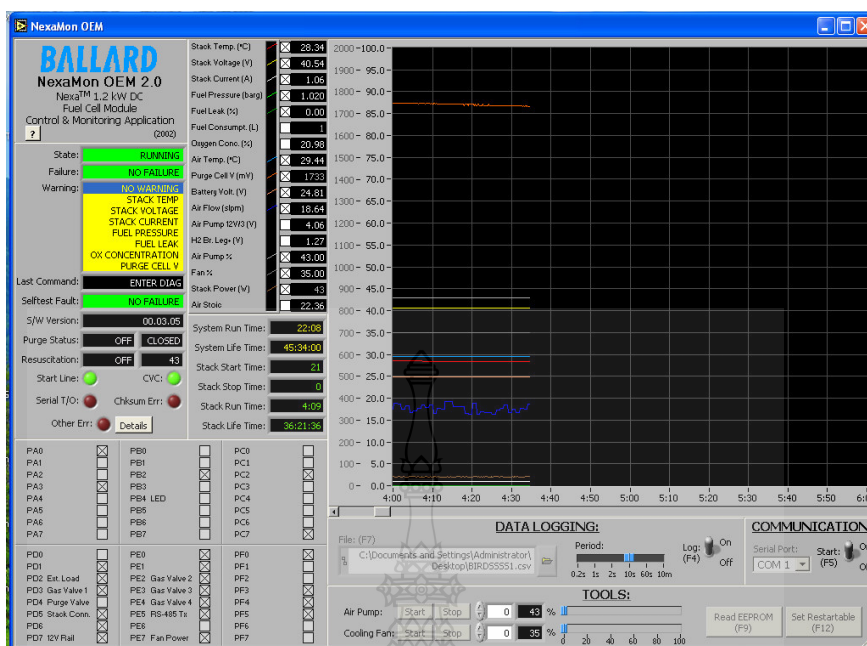 NexaMon OEM
BALLARD
NexaMon OEM 2.0
Nexa™ 1.2 kW DC
Fuel Cell Module
Control & Monitoring Application
? (2002)
State: RUNNING
Failure: NO FAILURE
Warning: NO WARNING
STACK TEMP
STACK VOLTAGE
STACK CURRENT
FUEL PRESSURE
FUEL LEAK
OX CONCENTRATION
PURGE CELL V
Last Command: ENTER DIAG
Selftest Fault: NO FAILURE
S/W Version: 00.03.05
Purge Status: OFF CLOSED
Resuscitation: OFF 43
Start Line: CVC:
Serial T/O: Chksum Err:
Other Err: Details
Stack Temp. (°C) 28.34
Stack Voltage (V) 40.54
Stack Current (A) 1.06
Fuel Pressure (barg) 1.020
Fuel Leak (%) 0.00
Fuel Consumpt. (L) 1
Oxygen Conc. (%) 20.98
Air Temp. (°C) 29.44
Purge Cell V (mV) 1733
Battery Volt. (V) 24.81
Air Flow (slpm) 18.64
Air Pump 12V/3 (V) 4.06
H2 Br. Leg+ (V) 1.27
Air Pump % 43.00
Fan % 35.00
Stack Power (W) 43
Air Stoic 22.36
System Run Time: 22:08
System Life Time: 45:34:00
Stack Start Time: 21
Stack Stop Time: 0
Stack Run Time: 4:09
Stack Life Time: 36:21:36
2000 100.0
1900 95.0
1800 90.0
1700 85.0
1600 80.0
1500 75.0
1400 70.0
1300 65.0
1200 60.0
1100 55.0
1000 50.0
900 45.0
800 40.0
700 35.0
600 30.0
500 25.0
400 20.0
300 15.0
200 10.0
100 5.0
0 0.0
4:00 4:10 4:20 4:30 4:40 4:50 5:00 5:10 5:20 5:30 5:40 5:50 6:
PA0 PB0 PC0
PA1 PB1 PC1
PA2 PB2 PC2
PA3 PB3 PC3
PA4 PB4 LED PC4
PA5 PB5 PC5
PA6 PB6 PC6
PA7 PB7 PC7
PD0 PE0 PF0
PD1 PE1 PF1
PD2 Ext. Load PE2 Gas Valve 2 PF2
PD3 Gas Valve 1 PE3 Gas Valve 3 PF3
PD4 Purge Valve PE4 Gas Valve 4 PF4
PD5 Stack Conn. PE5 RS-485 Tx PF5
PD6 PE6 PF6
PD7 12V Rail PE7 Fan Power PF7
DATA LOGGING:
File: (F7)
C:\Documents and Settings\Administrator\
Desktop\BIRDSSSS1.csv
Period:
0.2s 1s 2s 10s 60s 10m
Log: (F4) On Off
COMMUNICATION
Serial Port: COM 1
Start: (F5)
TOOLS:
Air Pump: Start Stop 0 43 %
Cooling Fan: Start Stop 0 35 %
0 20 40 60 80 100
Read EEPROM (F9)
Set Restartable (F12)